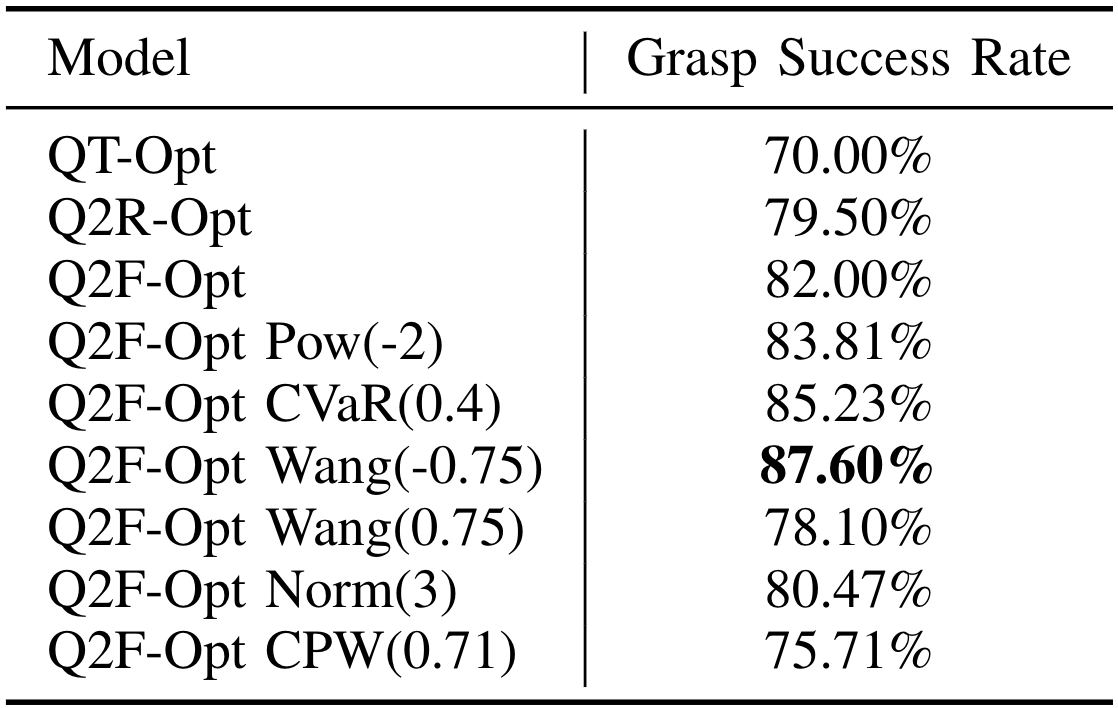 Model Grasp Success Rate
QT-Opt 70.00%
Q2R-Opt 79.50%
Q2F-Opt 82.00%
Q2F-Opt Pow(-2) 83.81%
Q2F-Opt CVaR(0.4) 85.23%
Q2F-Opt Wang(-0.75) 87.60%
Q2F-Opt Wang(0.75) 78.10%
Q2F-Opt Norm(3) 80.47%
Q2F-Opt CPW(0.71) 75.71%